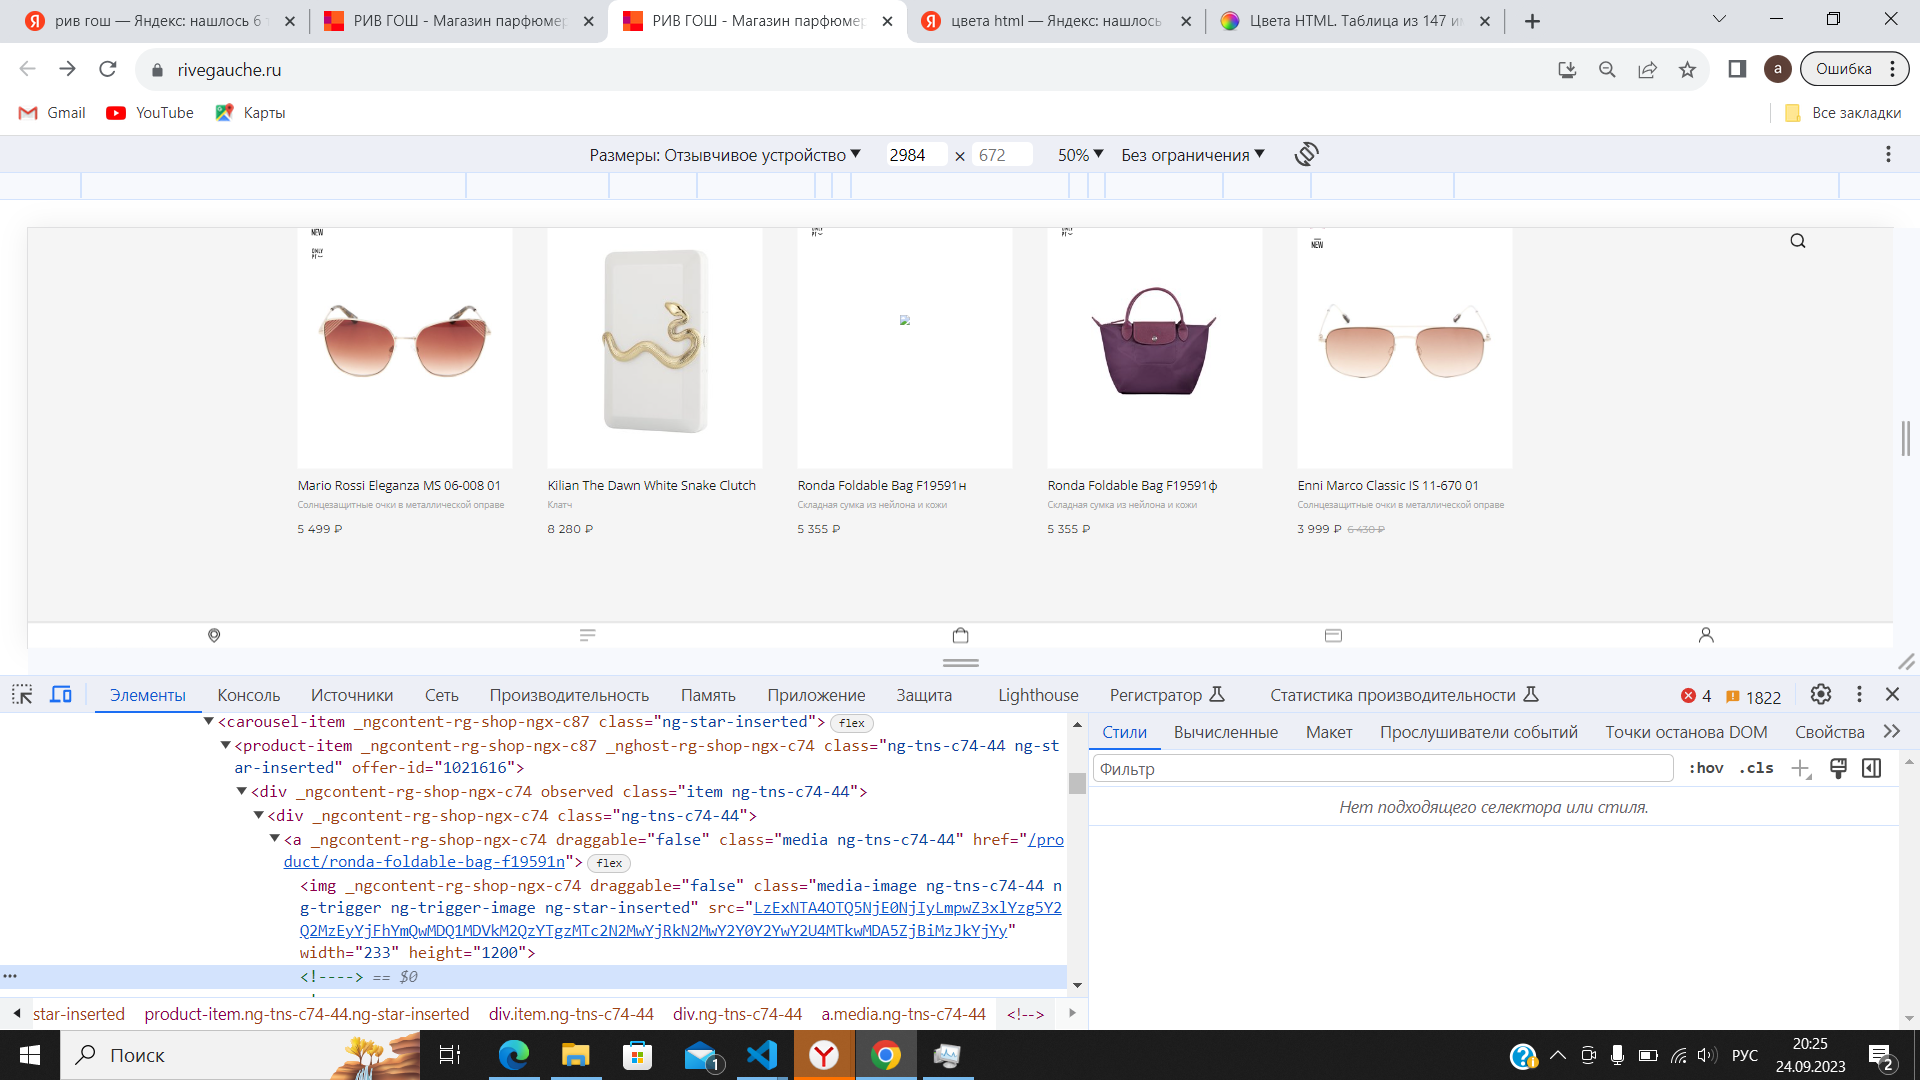 рив гош — Яндекс: нашлось 6
РИВ ГОШ - Магазин парфюмер
РИВ ГОШ - Магазин парфюмер
цвета html — Яндекс: нашлось
Цвета HTML. Таблица из 147
rivegauche.ru
a
Ошибка
Gmail
YouTube
Карты
Все закладки
Размеры: Отзывчивое устройство ▼
2984 × 672
50% ▼
Без ограничения ▼
NEW
ONLY
NEW
Mario Rossi Eleganza MS 06-008 01
Солнцезащитные очки в металлической оправе
5 499 ₽
Kilian The Dawn White Snake Clutch
Клатч
8 280 ₽
Ronda Foldable Bag F19591н
Складная сумка из нейлона и кожи
5 355 ₽
Ronda Foldable Bag F19591ф
Складная сумка из нейлона и кожи
5 355 ₽
Enni Marco Classic IS 11-670 01
Солнцезащитные очки в металлической оправе
3 999 ₽ 6 430 ₽
Элементы Консоль Источники Сеть Производительность Память Приложение Защита Lighthouse Регистратор Статистика производительности 4 1822
▼<carousel-item _ngcontent-rg-shop-ngx-c87 class="ng-star-inserted"> flex
▼<product-item _ngcontent-rg-shop-ngx-c87 _nghost-rg-shop-ngx-c74 class="ng-tns-c74-44 ng-st
ar-inserted" offer-id="1021616">
▼<div _ngcontent-rg-shop-ngx-c74 observed class="item ng-tns-c74-44">
▼<div _ngcontent-rg-shop-ngx-c74 class="ng-tns-c74-44">
▼<a _ngcontent-rg-shop-ngx-c74 draggable="false" class="media ng-tns-c74-44" href="/pro
duct/ronda-foldable-bag-f19591n"> flex
<img _ngcontent-rg-shop-ngx-c74 draggable="false" class="media-image ng-tns-c74-44 n
g-trigger ng-trigger-image ng-star-inserted" src="LzExNTA4OTQ5NjE0NjIyLmpwZ3xlYzg5Y2
Q2MzEyYjFhYmQwMDQ1MDVkM2QzYTgzMTc2N2MwYjRkN2MwY2Y0Y2YwY2U4MTkwMDA5ZjBiMzJkYjYy"
width="233" height="1200">
<!----> == $0
star-inserted product-item.ng-tns-c74-44.ng-star-inserted div.item.ng-tns-c74-44 div.ng-tns-c74-44 a.media.ng-tns-c74-44 <!-->
Стили Вычисленные Макет Прослушиватели событий Точки останова DOM Свойства
Фильтр :hov .cls
Нет подходящего селектора или стиля.
Поиск
1
РУС
20:25
24.09.2023
2